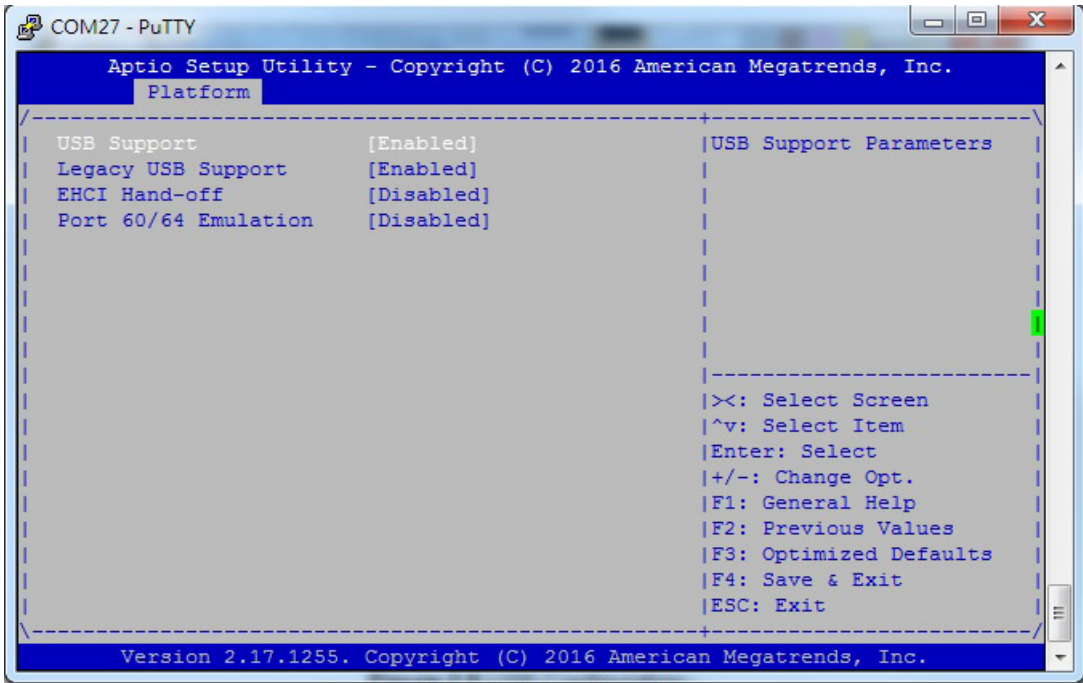 COM27 - PuTTY
Aptio Setup Utility - Copyright (C) 2016 American Megatrends, Inc.
Platform
USB Support [Enabled]
Legacy USB Support [Enabled]
EHCI Hand-off [Disabled]
Port 60/64 Emulation [Disabled]
USB Support Parameters
><: Select Screen
^v: Select Item
Enter: Select
+/-: Change Opt.
F1: General Help
F2: Previous Values
F3: Optimized Defaults
F4: Save & Exit
ESC: Exit
Version 2.17.1255. Copyright (C) 2016 American Megatrends, Inc.